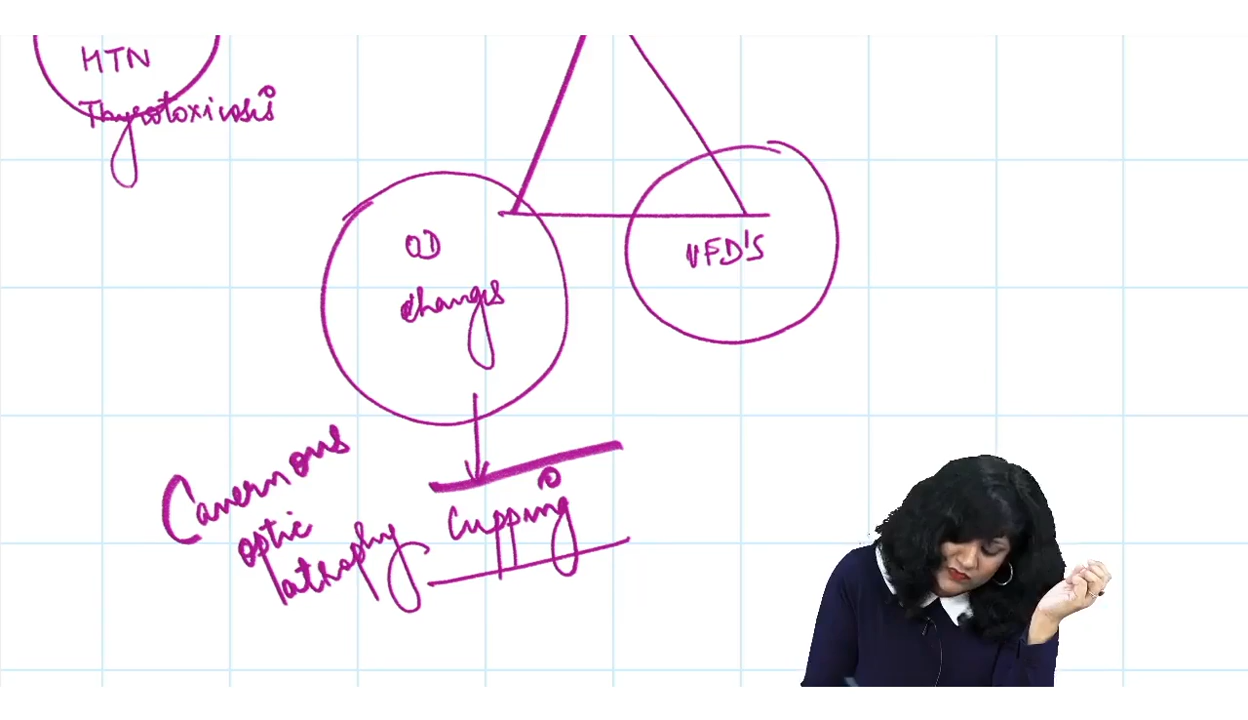 HTN
Thyrotoxicosis
OD
changes
VFD'S
Cavernous
optic
atrophy
Cupping